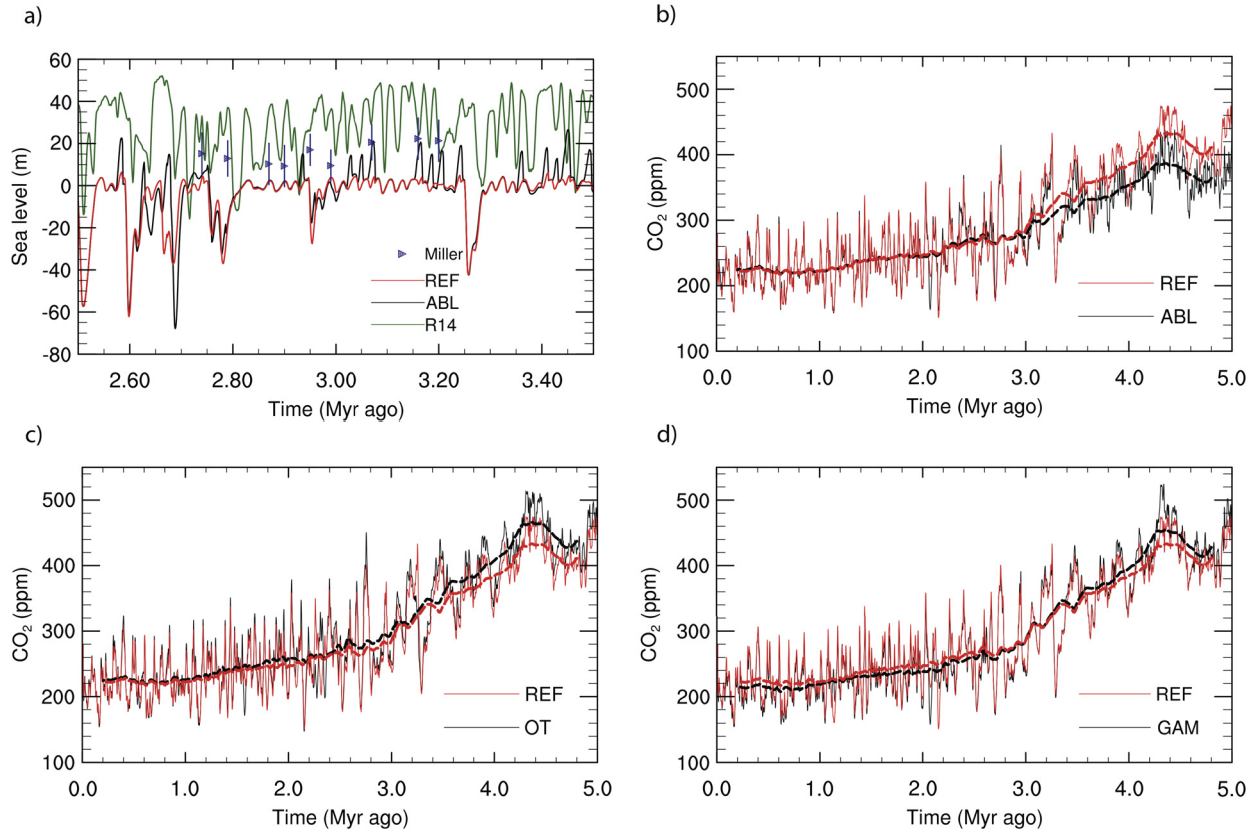 a)
60
40
20
0
-20
-40
-60
-80
Sea level (m)
2.60 2.80 3.00 3.20 3.40
Time (Myr ago)
Miller
REF
ABL
R14
b)
500
400
300
200
100
CO₂ (ppm)
0.0 1.0 2.0 3.0 4.0 5.0
Time (Myr ago)
REF
ABL
c)
500
400
300
200
100
CO₂ (ppm)
0.0 1.0 2.0 3.0 4.0 5.0
Time (Myr ago)
REF
OT
d)
500
400
300
200
100
CO₂ (ppm)
0.0 1.0 2.0 3.0 4.0 5.0
Time (Myr ago)
REF
GAM